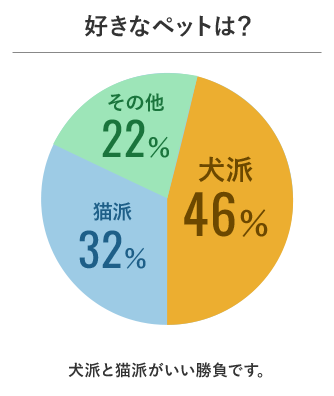 好きなペットは?
その他
22%
犬派
46%
猫派
32%
犬派と猫派がいい勝負です。